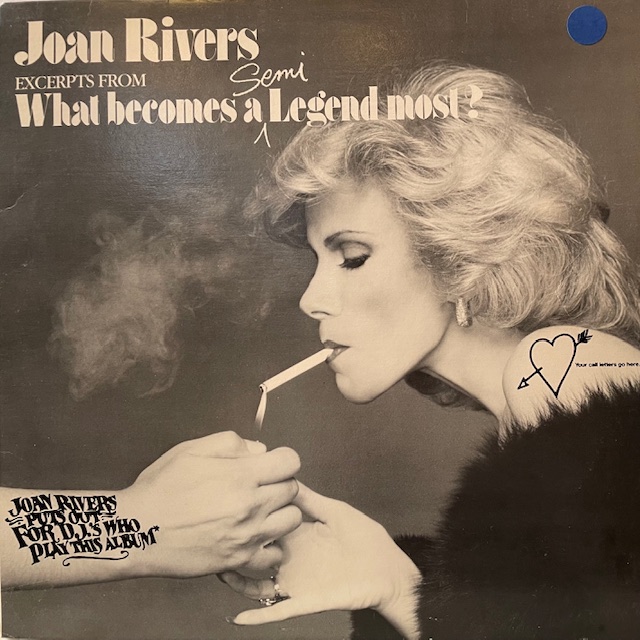 Joan Rivers
EXCERPTS FROM
Semi
What becomes a Legend most?
Your call letters go here.
JOAN RIVERS
PUTS OUT
FOR D.J.'S WHO
PLAY THIS ALBUM*